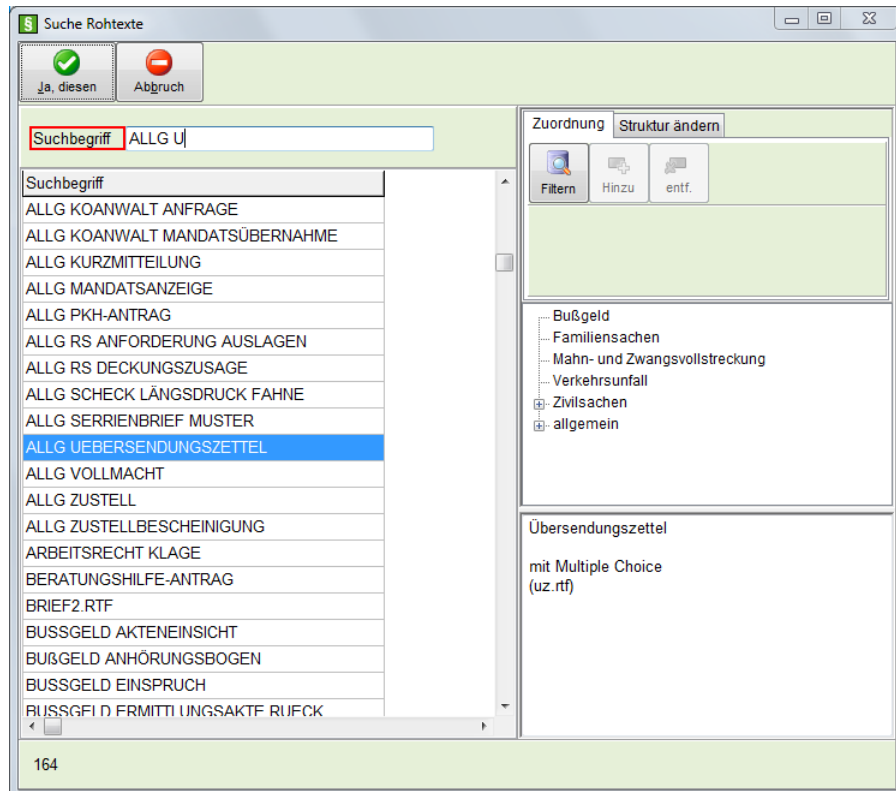 Suche Rohtexte
Ja, diesen
Abbruch
Suchbegriff ALLG U
Suchbegriff
ALLG KOANWALT ANFRAGE
ALLG KOANWALT MANDATSÜBERNAHME
ALLG KURZMITTEILUNG
ALLG MANDATSANZEIGE
ALLG PKH-ANTRAG
ALLG RS ANFORDERUNG AUSLAGEN
ALLG RS DECKUNGSZUSAGE
ALLG SCHECK LÄNGSDRUCK FAHNE
ALLG SERRIENBRIEF MUSTER
ALLG UEBERSENDUNGSZETTEL
ALLG VOLLMACHT
ALLG ZUSTELL
ALLG ZUSTELLBESCHEINIGUNG
ARBEITSRECHT KLAGE
BERATUNGSHILFE-ANTRAG
BRIEF2.RTF
BUSSGELD AKTENEINSICHT
BUßGELD ANHÖRUNGSBOGEN
BUSSGELD EINSPRUCH
BUSSGELD ERMITTLUNGSAKTE RUECK
164
Zuordnung Struktur ändern
Filtern Hinzu entf.
Bußgeld
Familiensachen
Mahn- und Zwangsvollstreckung
Verkehrsunfall
Zivilsachen
allgemein
Übersendungszettel
mit Multiple Choice
(uz.rtf)